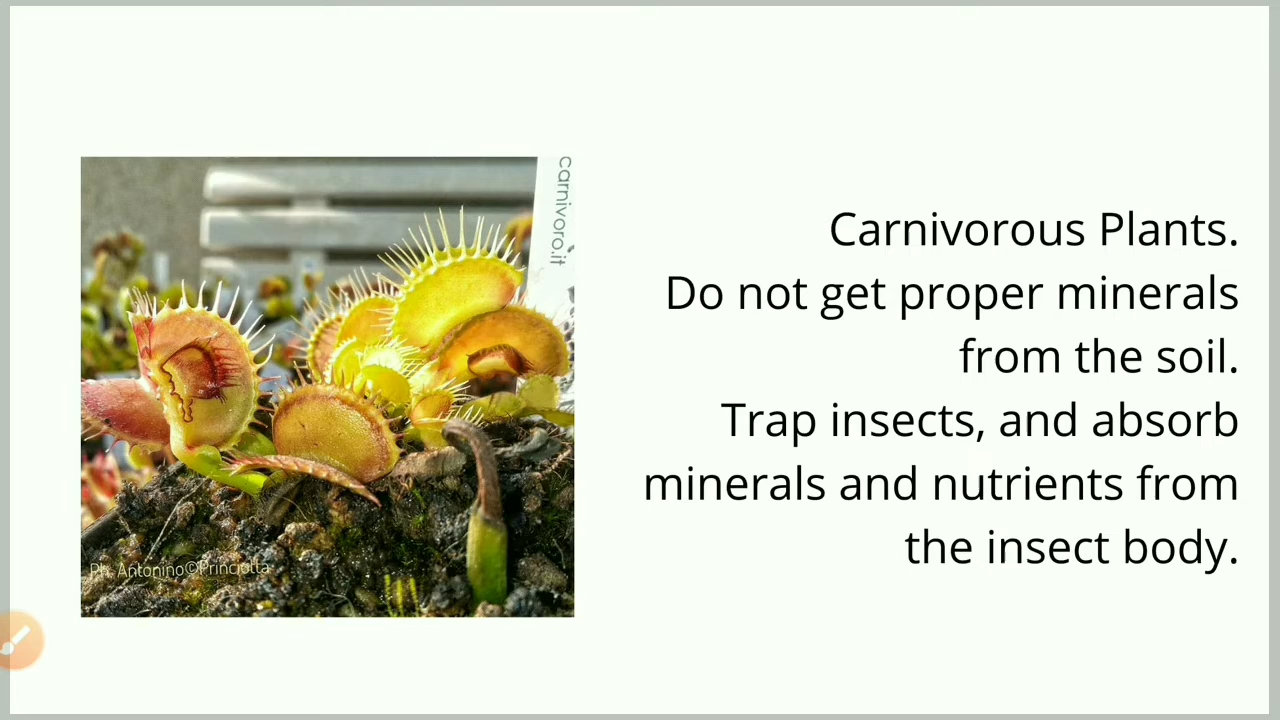 carnivoro.it
Ph. Antonino©Princiotta
Carnivorous Plants.
Do not get proper minerals
from the soil.
Trap insects, and absorb
minerals and nutrients from
the insect body.